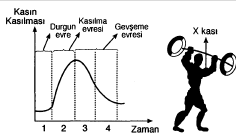 Kasın
Kasılması
Durgun
evre
Kasılma
evresi
Gevşeme
evresi
X kası
1 2 3 4 Zaman